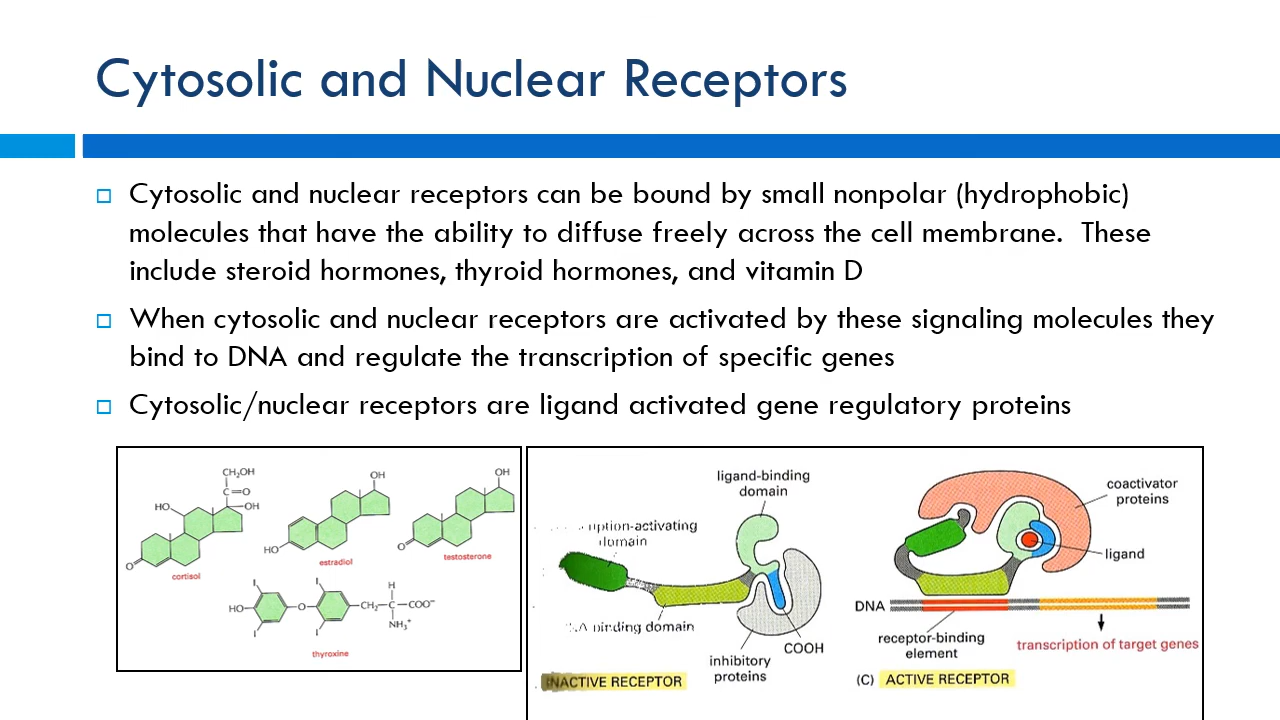 Cytosolic and Nuclear Receptors
Cytosolic and nuclear receptors can be bound by small nonpolar (hydrophobic)
molecules that have the ability to diffuse freely across the cell membrane. These
include steroid hormones, thyroid hormones, and vitamin D
When cytosolic and nuclear receptors are activated by these signaling molecules they
bind to DNA and regulate the transcription of specific genes
Cytosolic/nuclear receptors are ligand activated gene regulatory proteins
CH₂OH
C=O
HO
OH
O
cortisol
OH
HO
estradiol
OH
O
testosterone
I
I
H
HO
O
CH₂—C—COO⁻
I
I
NH₃⁺
thyroxine
ligand-binding
domain
domain
binding domain
inhibitory
proteins
COOH
INACTIVE RECEPTOR
coactivator
proteins
ligand
DNA
receptor-binding
element
transcription of target genes
(C) ACTIVE RECEPTOR